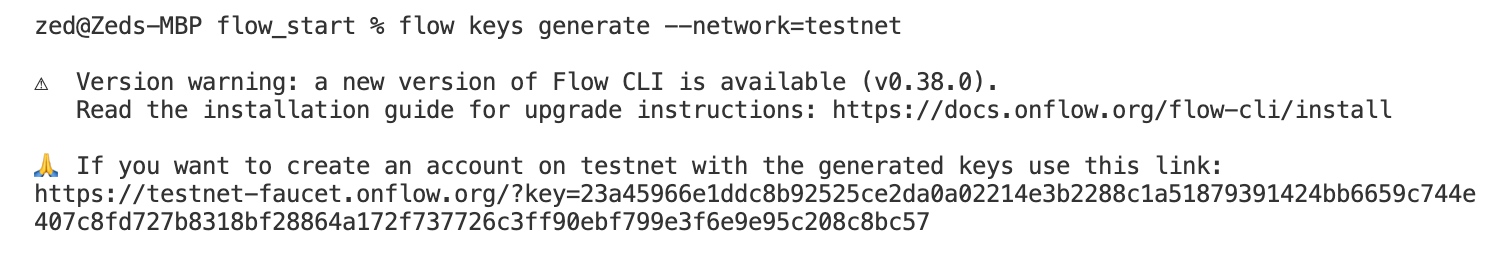 zed@Zeds-MBP flow_start % flow keys generate --network=testnet
⚠ Version warning: a new version of Flow CLI is available (v0.38.0).
Read the installation guide for upgrade instructions: https://docs.onflow.org/flow-cli/install
🙏 If you want to create an account on testnet with the generated keys use this link:
https://testnet-faucet.onflow.org/?key=23a45966e1ddc8b92525ce2da0a02214e3b2288c1a51879391424bb6659c744e
407c8fd727b8318bf28864a172f737726c3ff90ebf799e3f6e9e95c208c8bc57